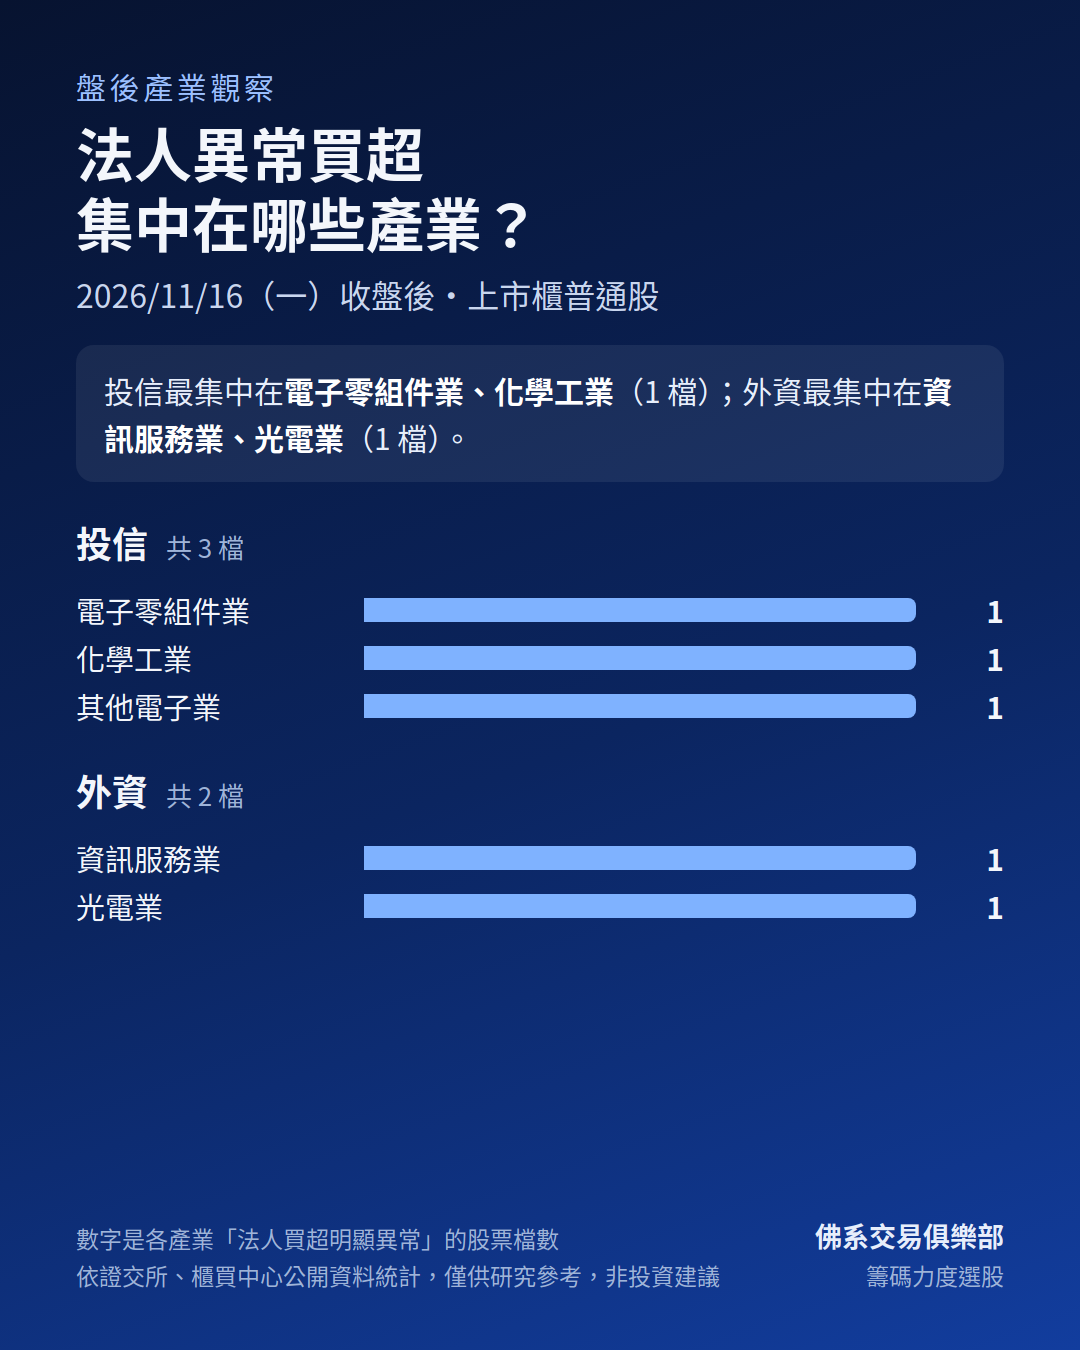 盤後產業觀察
法人異常買超
集中在哪些產業？
2026/11/16（一）收盤後・上市櫃普通股
投信最集中在電子零組件業、化學工業（1 檔）；外資最集中在資
訊服務業、光電業（1 檔）。
投信 共 3 檔
電子零組件業 1
化學工業 1
其他電子業 1
外資 共 2 檔
資訊服務業 1
光電業 1
數字是各產業「法人買超明顯異常」的股票檔數
依證交所、櫃買中心公開資料統計，僅供研究參考，非投資建議
佛系交易俱樂部
籌碼力度選股